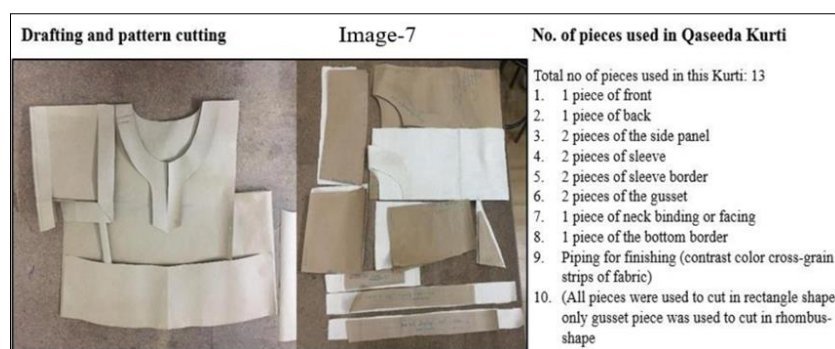 Drafting and pattern cutting
Image-7
No. of pieces used in Qaseeda Kurti
Total no of pieces used in this Kurti: 13
1. 1 piece of front
2. 1 piece of back
3. 2 pieces of the side panel
4. 2 pieces of sleeve
5. 2 pieces of sleeve border
6. 2 pieces of the gusset
7. 1 piece of neck binding or facing
8. 1 piece of the bottom border
9. Piping for finishing (contrast color cross-grain
strips of fabric)
10. (All pieces were used to cut in rectangle shape
only gusset piece was used to cut in rhombus-
shape